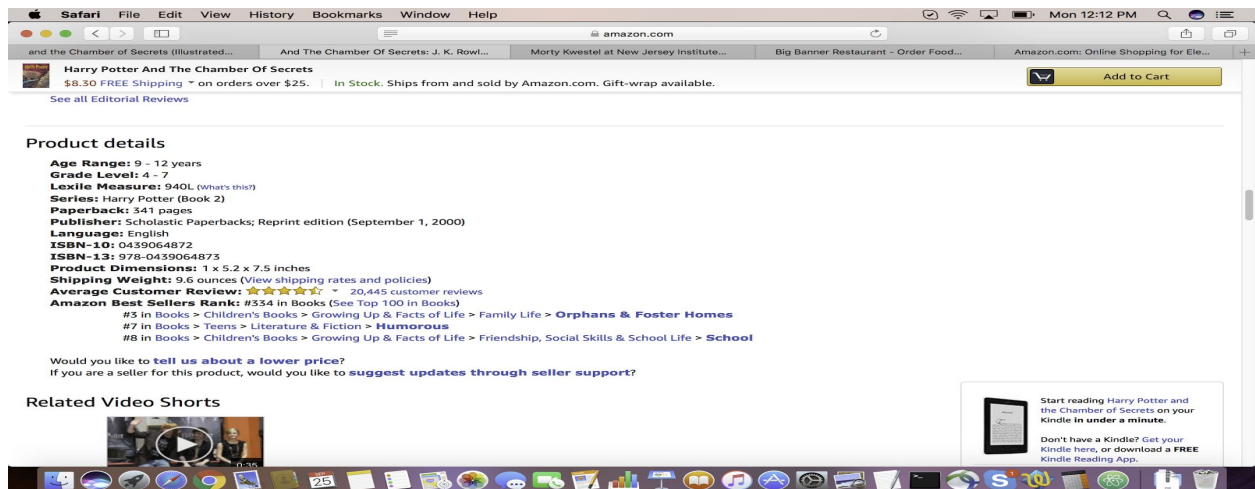 Safari File Edit View History Bookmarks Window Help Mon 12:12 PM
amazon.com
and the Chamber of Secrets (Illustrated... And The Chamber Of Secrets: J. K. Rowl... Morty Kwestel at New Jersey Institute... Big Banner Restaurant - Order Food... Amazon.com: Online Shopping for Ele...
Harry Potter And The Chamber Of Secrets
$8.30 FREE Shipping on orders over $25. In Stock. Ships from and sold by Amazon.com. Gift-wrap available.
Add to Cart
See all Editorial Reviews
Product details
Age Range: 9 - 12 years
Grade Level: 4 - 7
Lexile Measure: 940L (What's this?)
Series: Harry Potter (Book 2)
Paperback: 341 pages
Publisher: Scholastic Paperbacks; Reprint edition (September 1, 2000)
Language: English
ISBN-10: 0439064872
ISBN-13: 978-0439064873
Product Dimensions: 1 x 5.2 x 7.5 inches
Shipping Weight: 9.6 ounces (View shipping rates and policies)
Average Customer Review: 20,445 customer reviews
Amazon Best Sellers Rank: #334 in Books (See Top 100 in Books)
#3 in Books > Children's Books > Growing Up & Facts of Life > Family Life > Orphans & Foster Homes
#7 in Books > Teens > Literature & Fiction > Humorous
#8 in Books > Children's Books > Growing Up & Facts of Life > Friendship, Social Skills & School Life > School
Would you like to tell us about a lower price?
If you are a seller for this product, would you like to suggest updates through seller support?
Related Video Shorts
0:35
Start reading Harry Potter and
the Chamber of Secrets on your
Kindle in under a minute.
Don't have a Kindle? Get your
Kindle here, or download a FREE
Kindle Reading App.
SEP
25